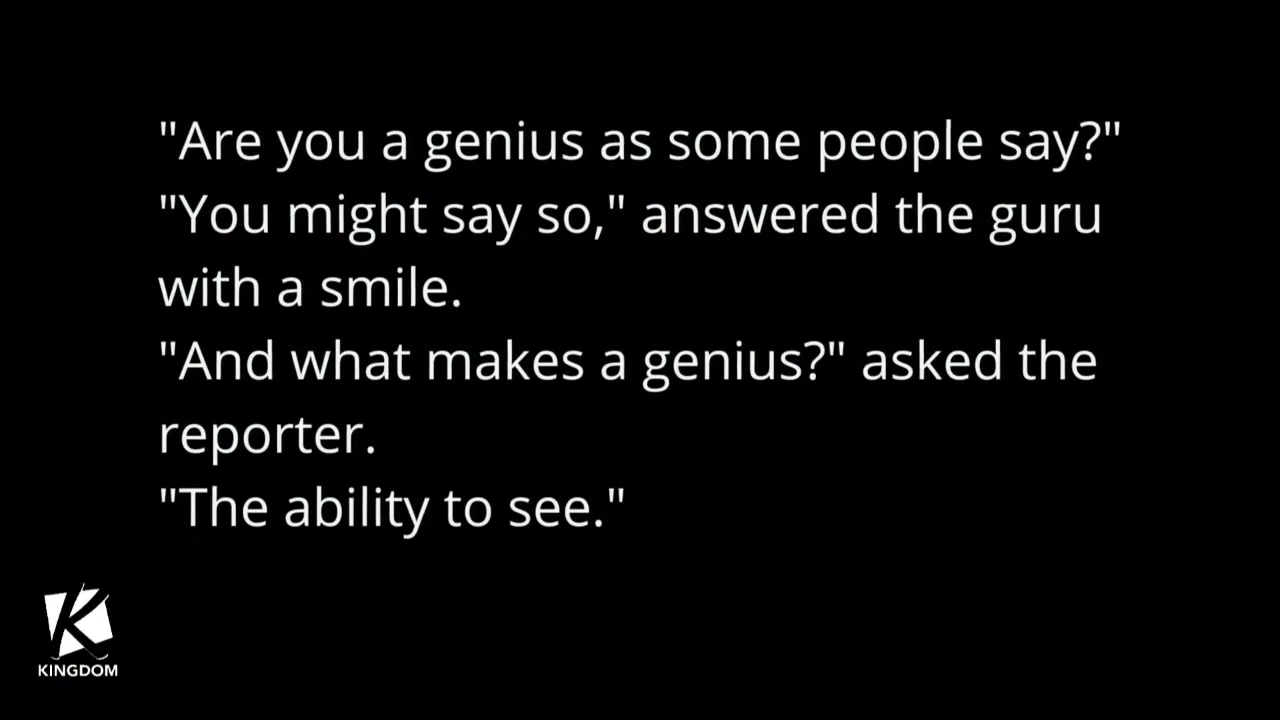 "Are you a genius as some people say?"
"You might say so," answered the guru
with a smile.
"And what makes a genius?" asked the
reporter.
"The ability to see."
K
KINGDOM